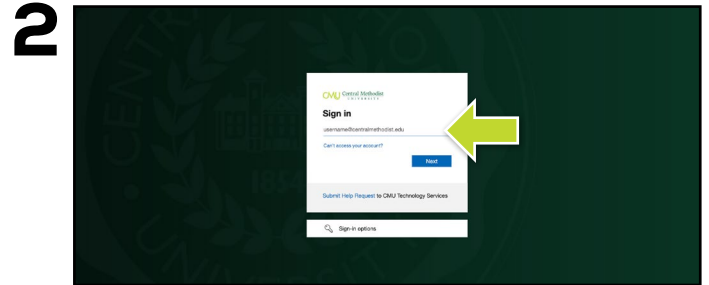 2
CMU Central Methodist
UNIVERSITY
Sign in
username@centralmethodist.edu
Can't access your account?
Next
1854
Submit Help Request to CMU Technology Services
Sign-in options